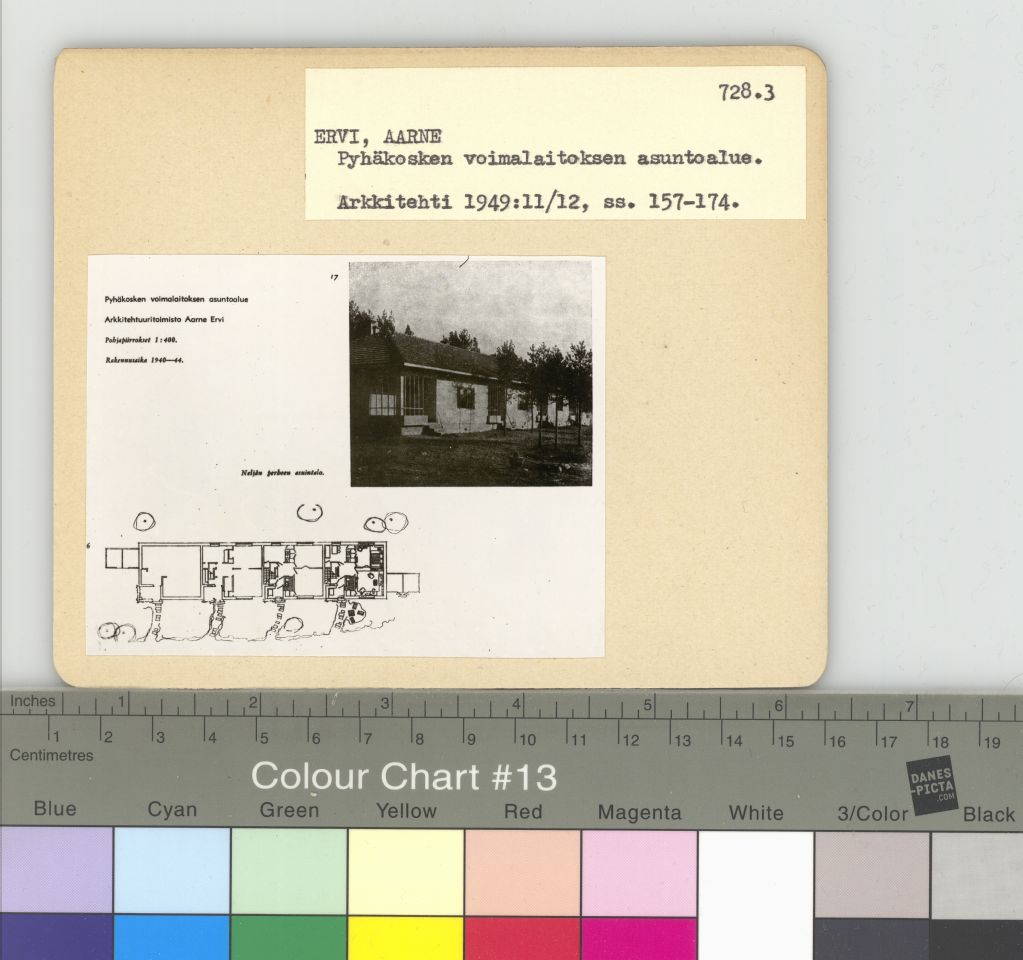 728.3
ERVI, AARNE
Pyhäkosken voimalaitoksen asuntoalue.
Arkkitehti 1949:11/12, ss. 157-174.
17
Pyhäkosken voimalaitoksen asuntoalue
Arkkitehtuuritoimisto Aarne Ervi
Pohjapiirrokset 1:400.
Rakennusaika 1940—44.
Neljän perheen asuintalo.
6
Inches 1 2 3 4 5 6 7
1 2 3 4 5 6 7 8 9 10 11 12 13 14 15 16 17 18 19
Centimetres
Colour Chart #13
DANES
-PICTA
.COM
Blue Cyan Green Yellow Red Magenta White 3/Color Black